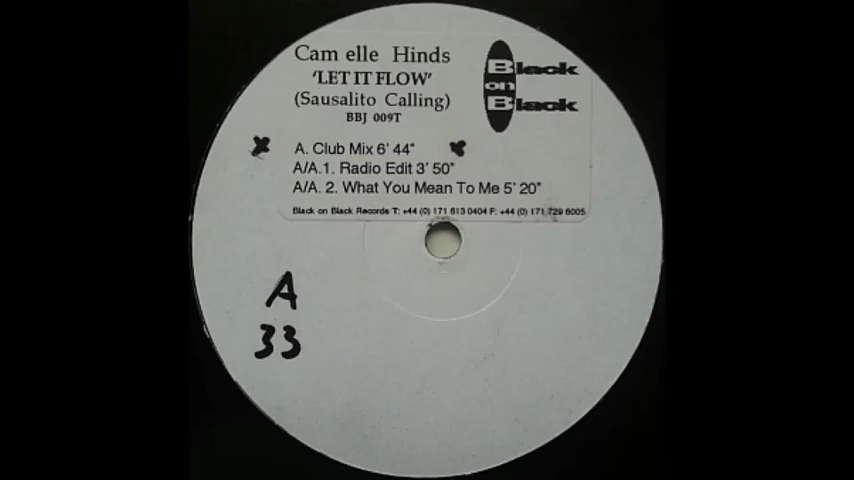 Cam elle Hinds
'LET IT FLOW'
(Sausalito Calling)
BBJ 009T
Black
on
Black
A. Club Mix 6' 44"
A/A.1. Radio Edit 3' 50"
A/A. 2. What You Mean To Me 5' 20"
Black on Black Records T: +44 (0) 171 613 0404 F: +44 (0) 171 729 6005
A
33